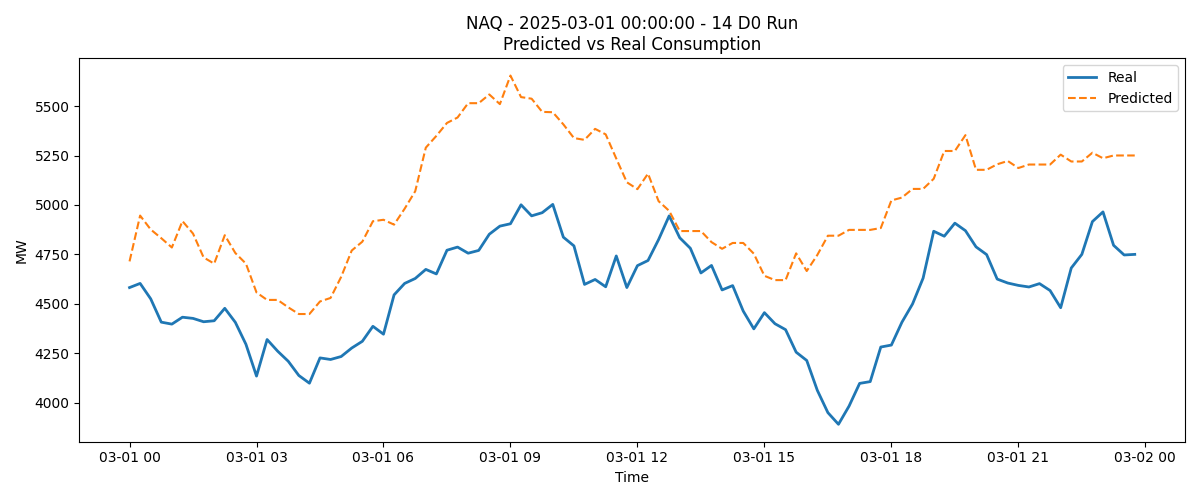 NAQ - 2025-03-01 00:00:00 - 14 D0 Run
Predicted vs Real Consumption
MW
5500
5250
5000
4750
4500
4250
4000
Real
Predicted
03-01 00
03-01 03
03-01 06
03-01 09
03-01 12
03-01 15
03-01 18
03-01 21
03-02 00
Time